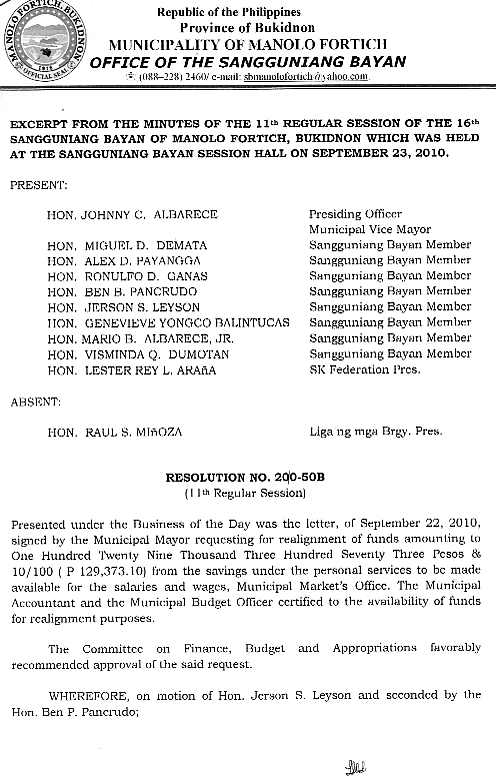 MANOLO FORTICH, BUKIDNON
OFFICIAL SEAL
Republic of the Philippines
Province of Bukidnon
MUNICIPALITY OF MANOLO FORTICH
OFFICE OF THE SANGGUNIANG BAYAN
☏ (088-228) 2460/ e-mail: sbmanolofortich@yahoo.com
EXCERPT FROM THE MINUTES OF THE 11th REGULAR SESSION OF THE 16th
SANGGUNIANG BAYAN OF MANOLO FORTICH, BUKIDNON WHICH WAS HELD
AT THE SANGGUNIANG BAYAN SESSION HALL ON SEPTEMBER 23, 2010.
PRESENT:
HON. JOHNNY C. ALBARECE Presiding Officer
Municipal Vice Mayor
HON. MIGUEL D. DEMATA Sangguniang Bayan Member
HON. ALEX D. PAYANGGA Sangguniang Bayan Member
HON. RONULFO D. GANAS Sangguniang Bayan Member
HON. BEN B. PANCRUDO Sangguniang Bayan Member
HON. JERSON S. LEYSON Sangguniang Bayan Member
HON. GENEVIEVE YONGCO BALINTUCAS Sangguniang Bayan Member
HON. MARIO B. ALBARECE, JR. Sangguniang Bayan Member
HON. VISMINDA Q. DUMOTAN Sangguniang Bayan Member
HON. LESTER REY L. ARAñA SK Federation Pres.
ABSENT:
HON. RAUL S. MIñOZA Liga ng mga Brgy. Pres.
RESOLUTION NO. 200-50B
(11th Regular Session)
Presented under the Business of the Day was the letter, of September 22, 2010,
signed by the Municipal Mayor requesting for realignment of funds amounting to
One Hundred Twenty Nine Thousand Three Hundred Seventy Three Pesos &
10/100 ( P 129,373.10) from the savings under the personal services to be made
available for the salaries and wages, Municipal Market's Office. The Municipal
Accountant and the Municipal Budget Officer certified to the availability of funds
for realignment purposes.
The Committee on Finance, Budget and Appropriations favorably
recommended approval of the said request.
WHEREFORE, on motion of Hon. Jerson S. Leyson and seconded by the
Hon. Ben P. Pancrudo;